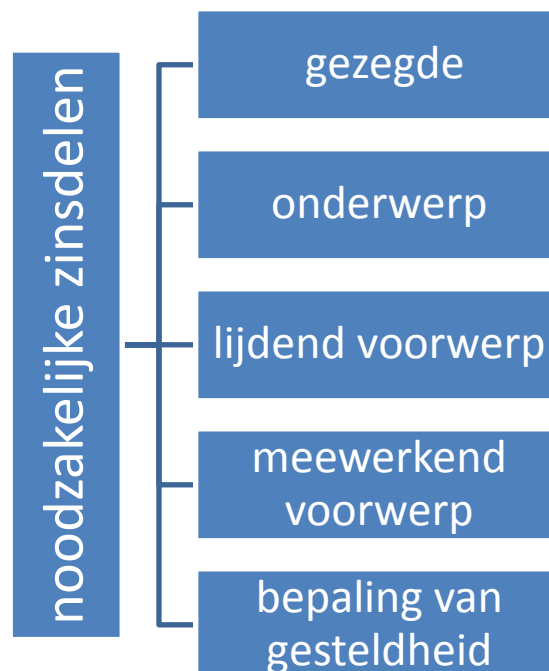 noodzakelijke zinsdelen
gezegde
onderwerp
lijdend voorwerp
meewerkend
voorwerp
bepaling van
gesteldheid